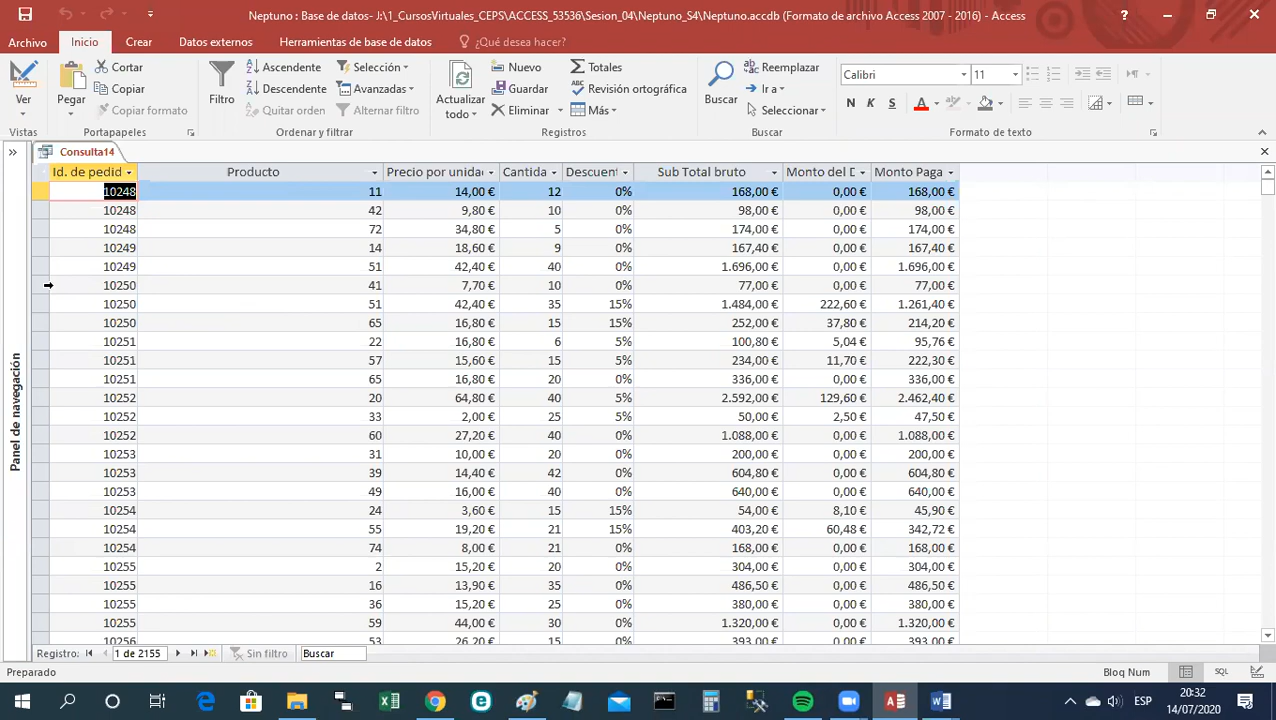 Neptuno : Base de datos- J:\1_CursosVirtuales_CEPS\ACCESS_53536\Sesion_04\Neptuno_S4\Neptuno.accdb (Formato de archivo Access 2007 - 2016) - Access
Archivo Inicio Crear Datos externos Herramientas de base de datos ¿Qué desea hacer?
Ver
Vistas
Pegar
Cortar
Copiar
Copiar formato
Portapapeles
Filtro
Ascendente
Descendente
Quitar orden
Selección
Avanzadas
Alternar filtro
Ordenar y filtrar
Actualizar todo
Nuevo
Guardar
Eliminar
Totales
Revisión ortográfica
Más
Registros
Buscar
Reemplazar
Ir a
Seleccionar
Buscar
Calibri 11
N K S A
Formato de texto
Consulta14
Id. de pedid Producto Precio por unida Cantida Descuent Sub Total bruto Monto del D Monto Paga
10248 11 14,00 € 12 0% 168,00 € 0,00 € 168,00 €
10248 42 9,80 € 10 0% 98,00 € 0,00 € 98,00 €
10248 72 34,80 € 5 0% 174,00 € 0,00 € 174,00 €
10249 14 18,60 € 9 0% 167,40 € 0,00 € 167,40 €
10249 51 42,40 € 40 0% 1.696,00 € 0,00 € 1.696,00 €
10250 41 7,70 € 10 0% 77,00 € 0,00 € 77,00 €
10250 51 42,40 € 35 15% 1.484,00 € 222,60 € 1.261,40 €
10250 65 16,80 € 15 15% 252,00 € 37,80 € 214,20 €
10251 22 16,80 € 6 5% 100,80 € 5,04 € 95,76 €
10251 57 15,60 € 15 5% 234,00 € 11,70 € 222,30 €
10251 65 16,80 € 20 0% 336,00 € 0,00 € 336,00 €
10252 20 64,80 € 40 5% 2.592,00 € 129,60 € 2.462,40 €
10252 33 2,00 € 25 5% 50,00 € 2,50 € 47,50 €
10252 60 27,20 € 40 0% 1.088,00 € 0,00 € 1.088,00 €
10253 31 10,00 € 20 0% 200,00 € 0,00 € 200,00 €
10253 39 14,40 € 42 0% 604,80 € 0,00 € 604,80 €
10253 49 16,00 € 40 0% 640,00 € 0,00 € 640,00 €
10254 24 3,60 € 15 15% 54,00 € 8,10 € 45,90 €
10254 55 19,20 € 21 15% 403,20 € 60,48 € 342,72 €
10254 74 8,00 € 21 0% 168,00 € 0,00 € 168,00 €
10255 2 15,20 € 20 0% 304,00 € 0,00 € 304,00 €
10255 16 13,90 € 35 0% 486,50 € 0,00 € 486,50 €
10255 36 15,20 € 25 0% 380,00 € 0,00 € 380,00 €
10255 59 44,00 € 30 0% 1.320,00 € 0,00 € 1.320,00 €
10256 53 26,20 € 15 0% 393,00 € 0,00 € 393,00 €
Panel de navegación
Registro: 1 de 2155 Sin filtro Buscar
Preparado Bloq Num SQL
ESP 20:32
14/07/2020